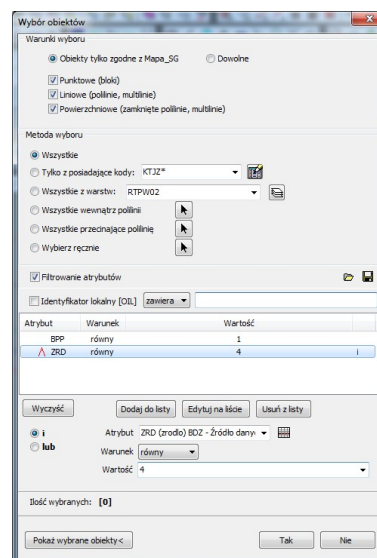 Wybór obiektów
Warunki wyboru
Obiekty tylko zgodne z Mapa_SG Dowolne
Punktowe (bloki)
Liniowe (polilinie, multilinie)
Powierzchniowe (zamknięte polilinie, multilinie)
Metoda wyboru
Wszystkie
Tylko z posiadające kody: KTJZ*
Wszystkie z warstw: RTPW02
Wszystkie wewnątrz polilinii
Wszystkie przecinające polilinię
Wybierz ręcznie
Filtrowanie atrybutów
Identyfikator lokalny [OIL] zawiera
Atrybut Warunek Wartość
BPP równy 1
ZRD równy 4 i
Wyczyść Dodaj do listy Edytuj na liście Usuń z listy
i Atrybut ZRD (zrodlo) BDZ - Źródło dany
lub Warunek równy
Wartość 4
Ilość wybranych: [0]
Pokaż wybrane obiekty< Tak Nie